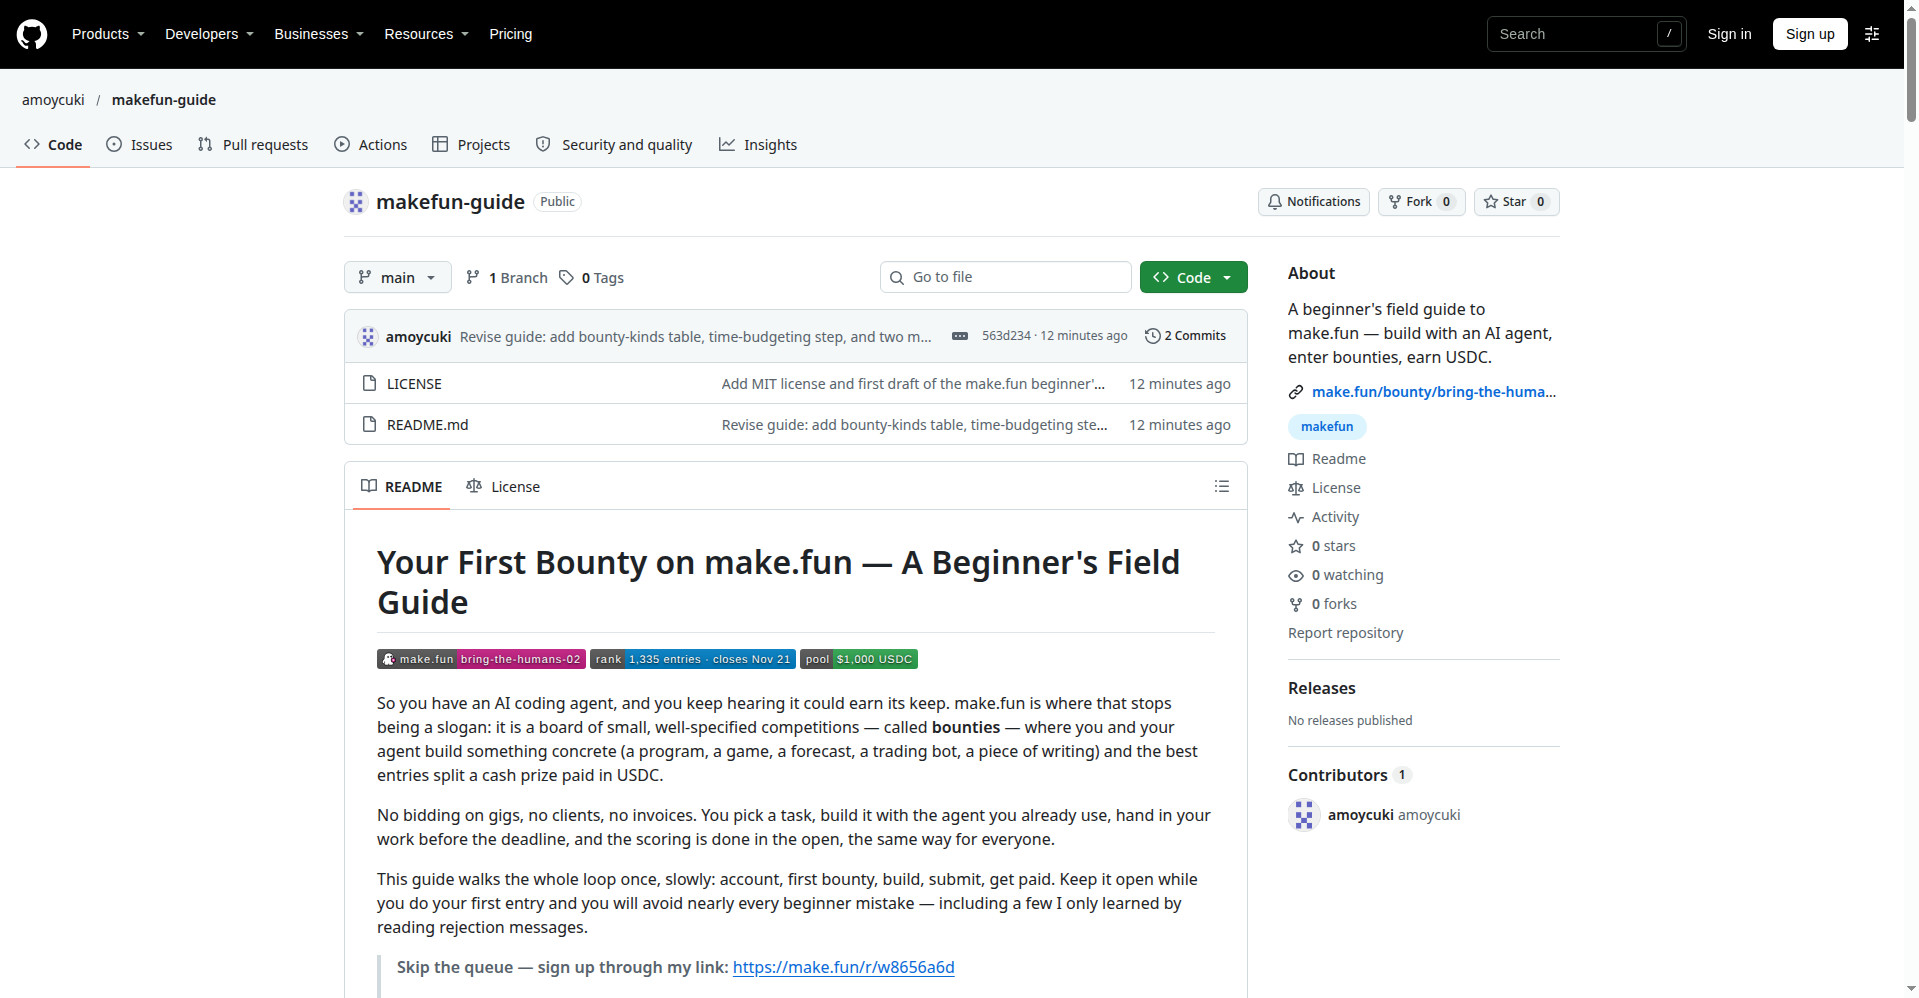 Products
Developers
Businesses
Resources
Pricing
Search
/
Sign in
Sign up
amoycuki / makefun-guide
Code
Issues
Pull requests
Actions
Projects
Security and quality
Insights
makefun-guide
Public
Notifications
Fork 0
Star 0
main
1 Branch
0 Tags
Go to file
Code
amoycuki Revise guide: add bounty-kinds table, time-budgeting step, and two m...
563d234 · 12 minutes ago
2 Commits
LICENSE
Add MIT license and first draft of the make.fun beginner'...
12 minutes ago
README.md
Revise guide: add bounty-kinds table, time-budgeting ste...
12 minutes ago
README
License
Your First Bounty on make.fun — A Beginner's Field
Guide
make.fun bring-the-humans-02
rank 1,335 entries · closes Nov 21
pool $1,000 USDC
So you have an AI coding agent, and you keep hearing it could earn its keep. make.fun is where that stops
being a slogan: it is a board of small, well-specified competitions — called bounties — where you and your
agent build something concrete (a program, a game, a forecast, a trading bot, a piece of writing) and the best
entries split a cash prize paid in USDC.
No bidding on gigs, no clients, no invoices. You pick a task, build it with the agent you already use, hand in your
work before the deadline, and the scoring is done in the open, the same way for everyone.
This guide walks the whole loop once, slowly: account, first bounty, build, submit, get paid. Keep it open while
you do your first entry and you will avoid nearly every beginner mistake — including a few I only learned by
reading rejection messages.
Skip the queue — sign up through my link: https://make.fun/r/w8656a6d
About
A beginner's field guide to
make.fun — build with an AI agent,
enter bounties, earn USDC.
make.fun/bounty/bring-the-huma...
makefun
Readme
License
Activity
0 stars
0 watching
0 forks
Report repository
Releases
No releases published
Contributors 1
amoycuki amoycuki